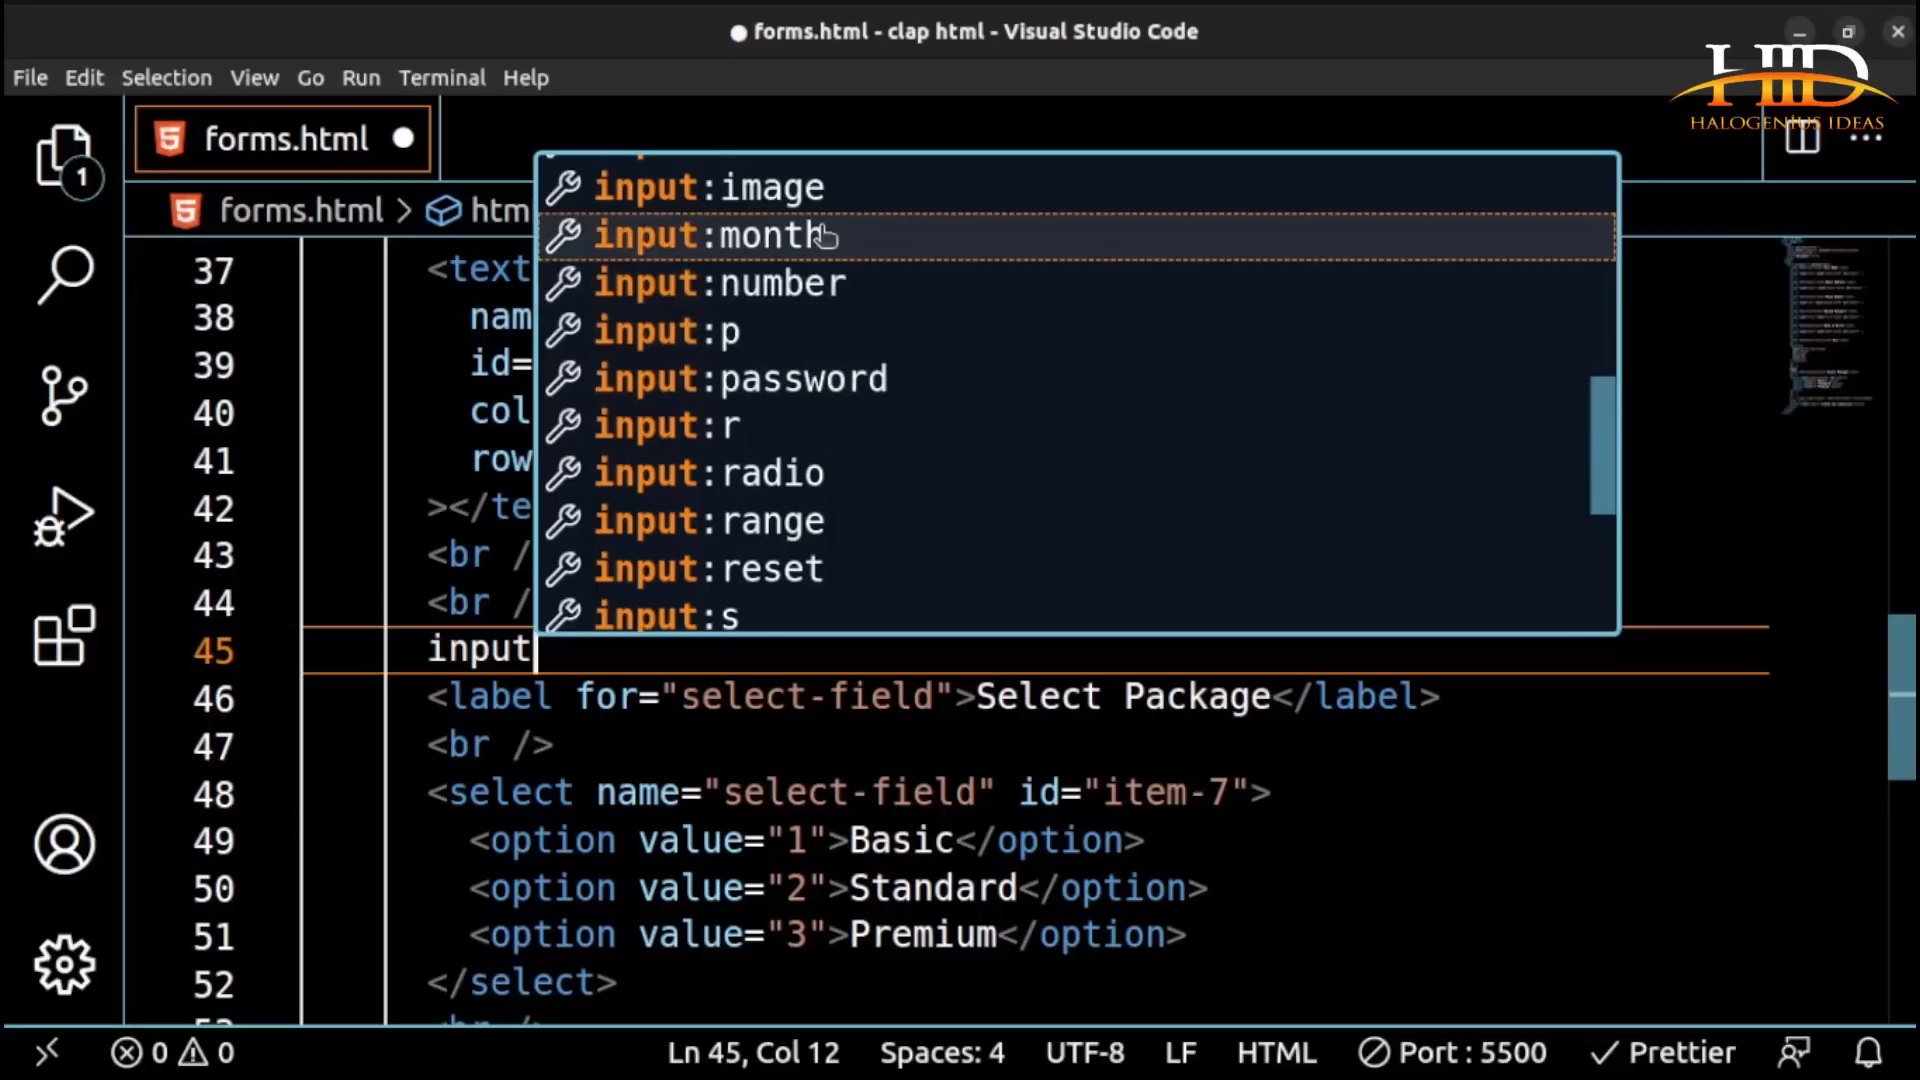 forms.html - clap html - Visual Studio Code
File Edit Selection View Go Run Terminal Help
HID
HALOGENIUS IDEAS
forms.html
1
forms.html > htm
input:image
input:month
input:number
input:p
input:password
input:r
input:radio
input:range
input:reset
input:s
37 <text
38 nam
39 id=
40 col
41 row
42 ></te
43 <br /
44 <br /
45 input
46 <label for="select-field">Select Package</label>
47 <br />
48 <select name="select-field" id="item-7">
49 <option value="1">Basic</option>
50 <option value="2">Standard</option>
51 <option value="3">Premium</option>
52 </select>
0 0 Ln 45, Col 12 Spaces: 4 UTF-8 LF HTML Port : 5500 Prettier